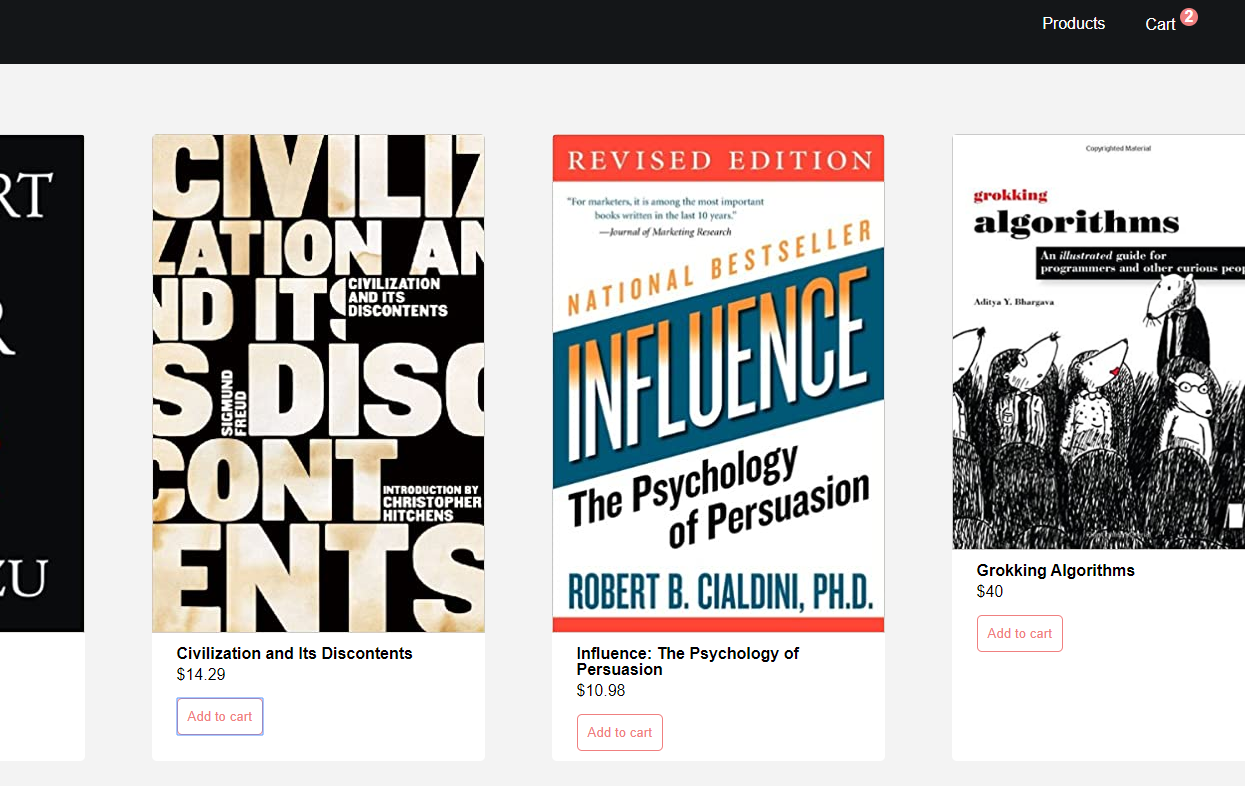 Products
Cart 2
RT
R
ZU
CIVILIZ
ZATION AN
ND ITS
CIVILIZATION
AND ITS
DISCONTENTS
S DISC
SIGMUND
FREUD
CONT
INTRODUCTION BY
CHRISTOPHER
HITCHENS
ENTS
Civilization and Its Discontents
$14.29
Add to cart
REVISED EDITION
"For marketers, it is among the most important
books written in the last 10 years."
—Journal of Marketing Research
NATIONAL BESTSELLER
INFLUENCE
The Psychology
of Persuasion
ROBERT B. CIALDINI, PH.D.
Influence: The Psychology of
Persuasion
$10.98
Add to cart
Copyrighted Material
grokking
algorithms
An illustrated guide for
programmers and other curious peop
Aditya Y. Bhargava
Grokking Algorithms
$40
Add to cart